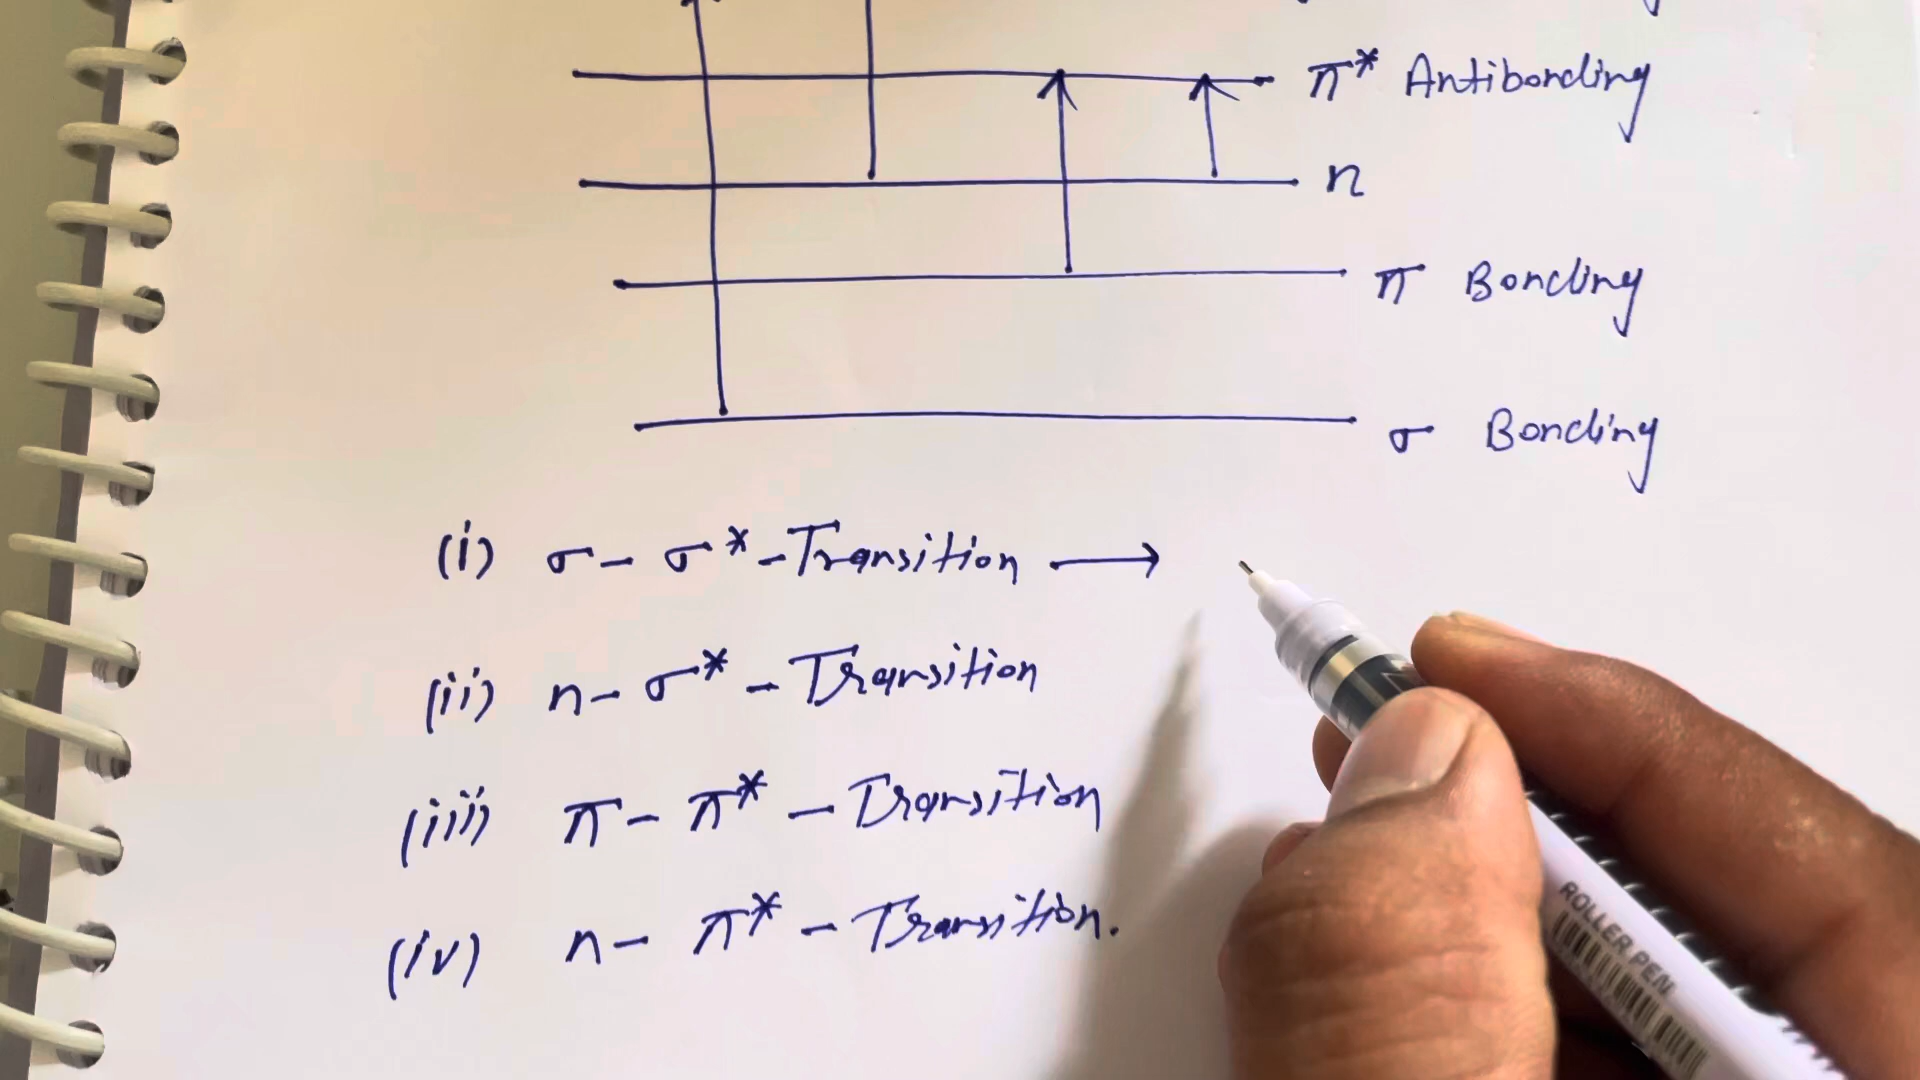 π* Antibonding
n
π Bonding
σ Bonding
(i) σ - σ* - Transition →
(ii) n - σ* - Transition
(iii) π - π* - Transition
(iv) n - π* - Transition.
ROLLER PEN